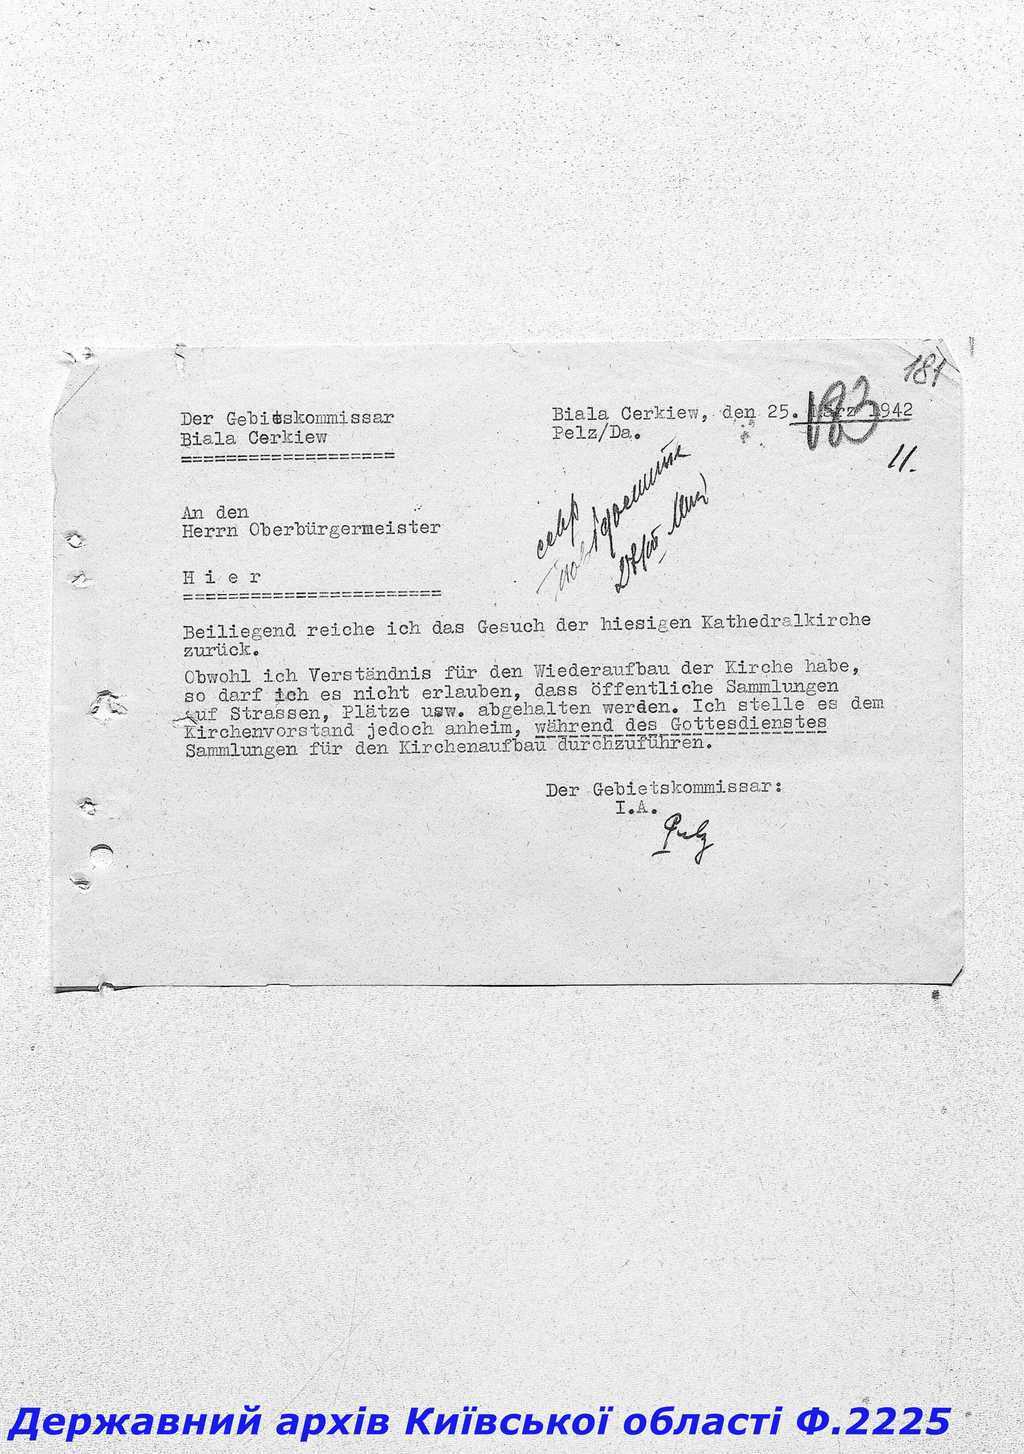 181
Der Gebietskommissar
Biala Cerkiew
===================
Biala Cerkiew, den 25. März 1942
Pelz/Da.
183
11.
An den
Herrn Oberbürgermeister
H i e r
=======================
Beiliegend reiche ich das Gesuch der hiesigen Kathedralkirche
zurück.
Obwohl ich Verständnis für den Wiederaufbau der Kirche habe,
so darf ich es nicht erlauben, dass öffentliche Sammlungen
auf Strassen, Plätze usw. abgehalten werden. Ich stelle es dem
Kirchenvorstand jedoch anheim, während des Gottesdienstes
Sammlungen für den Kirchenaufbau durchzuführen.
Der Gebietskommissar:
I.A.
Pelz
Державний архів Київської області Ф.2225